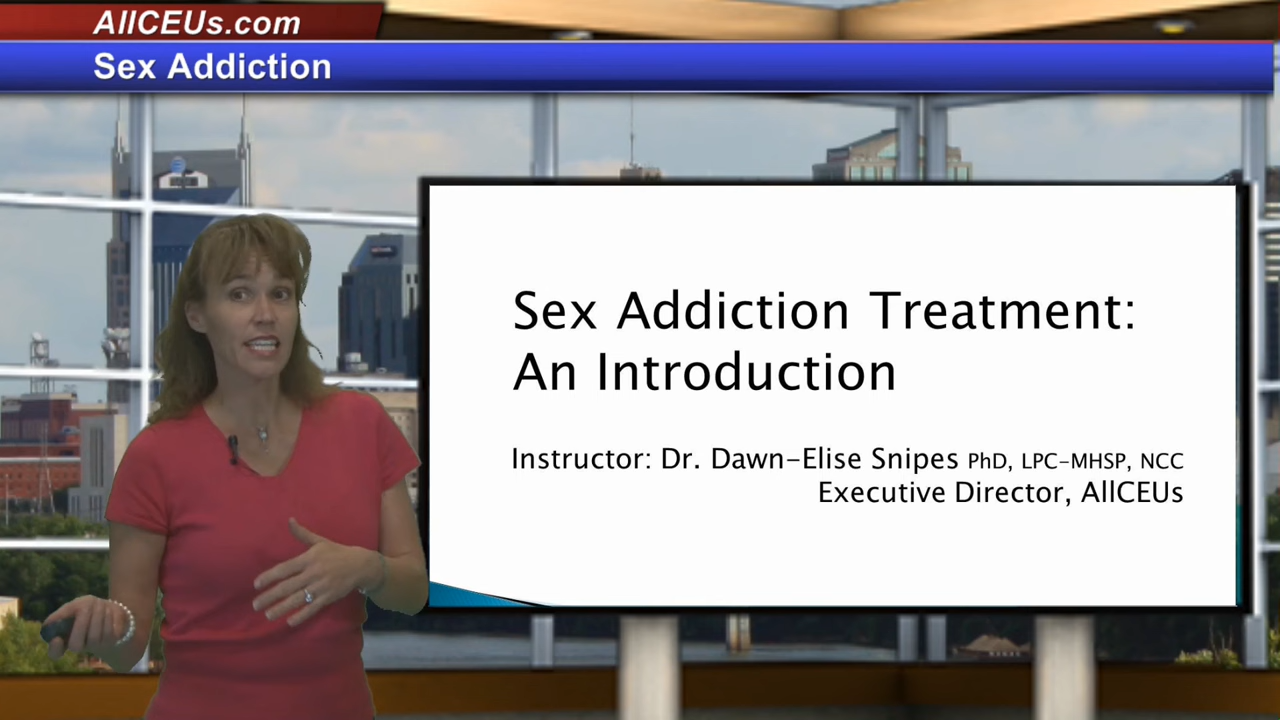 AllCEUs.com
Sex Addiction
Sex Addiction Treatment:
An Introduction
Instructor: Dr. Dawn-Elise Snipes PhD, LPC-MHSP, NCC
Executive Director, AllCEUs